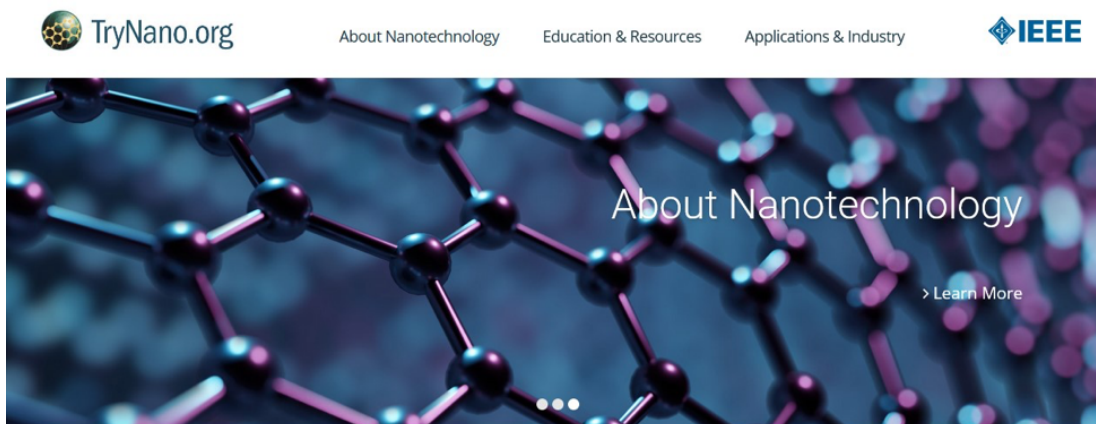 TryNano.org
About Nanotechnology
Education & Resources
Applications & Industry
IEEE
About Nanotechnology
> Learn More